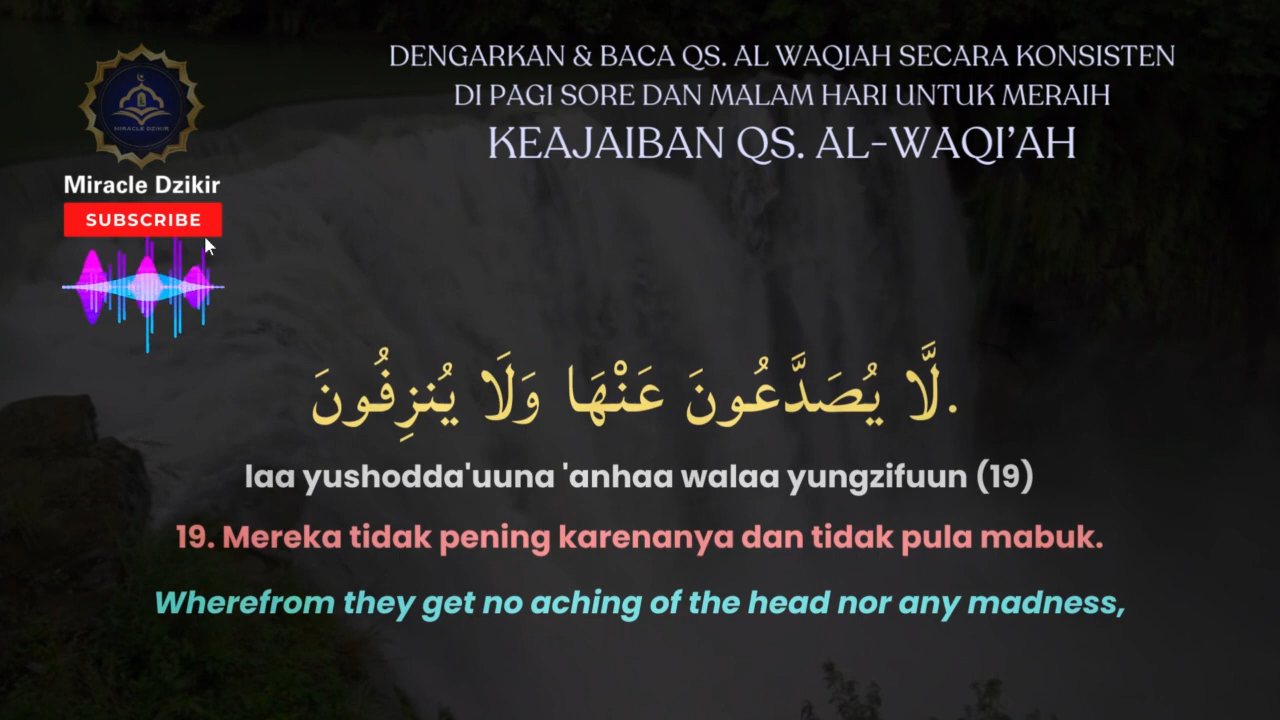 DENGARKAN & BACA QS. AL WAQIAH SECARA KONSISTEN
DI PAGI SORE DAN MALAM HARI UNTUK MERAIH
KEAJAIBAN QS. AL-WAQI'AH
MIRACLE DZIKIR
Miracle Dzikir
SUBSCRIBE
لَّا يُصَدَّعُونَ عَنْهَا وَلَا يُنزِفُونَ.
laa yushodda'uuna 'anhaa walaa yungzifuun (19)
19. Mereka tidak pening karenanya dan tidak pula mabuk.
Wherefrom they get no aching of the head nor any madness,